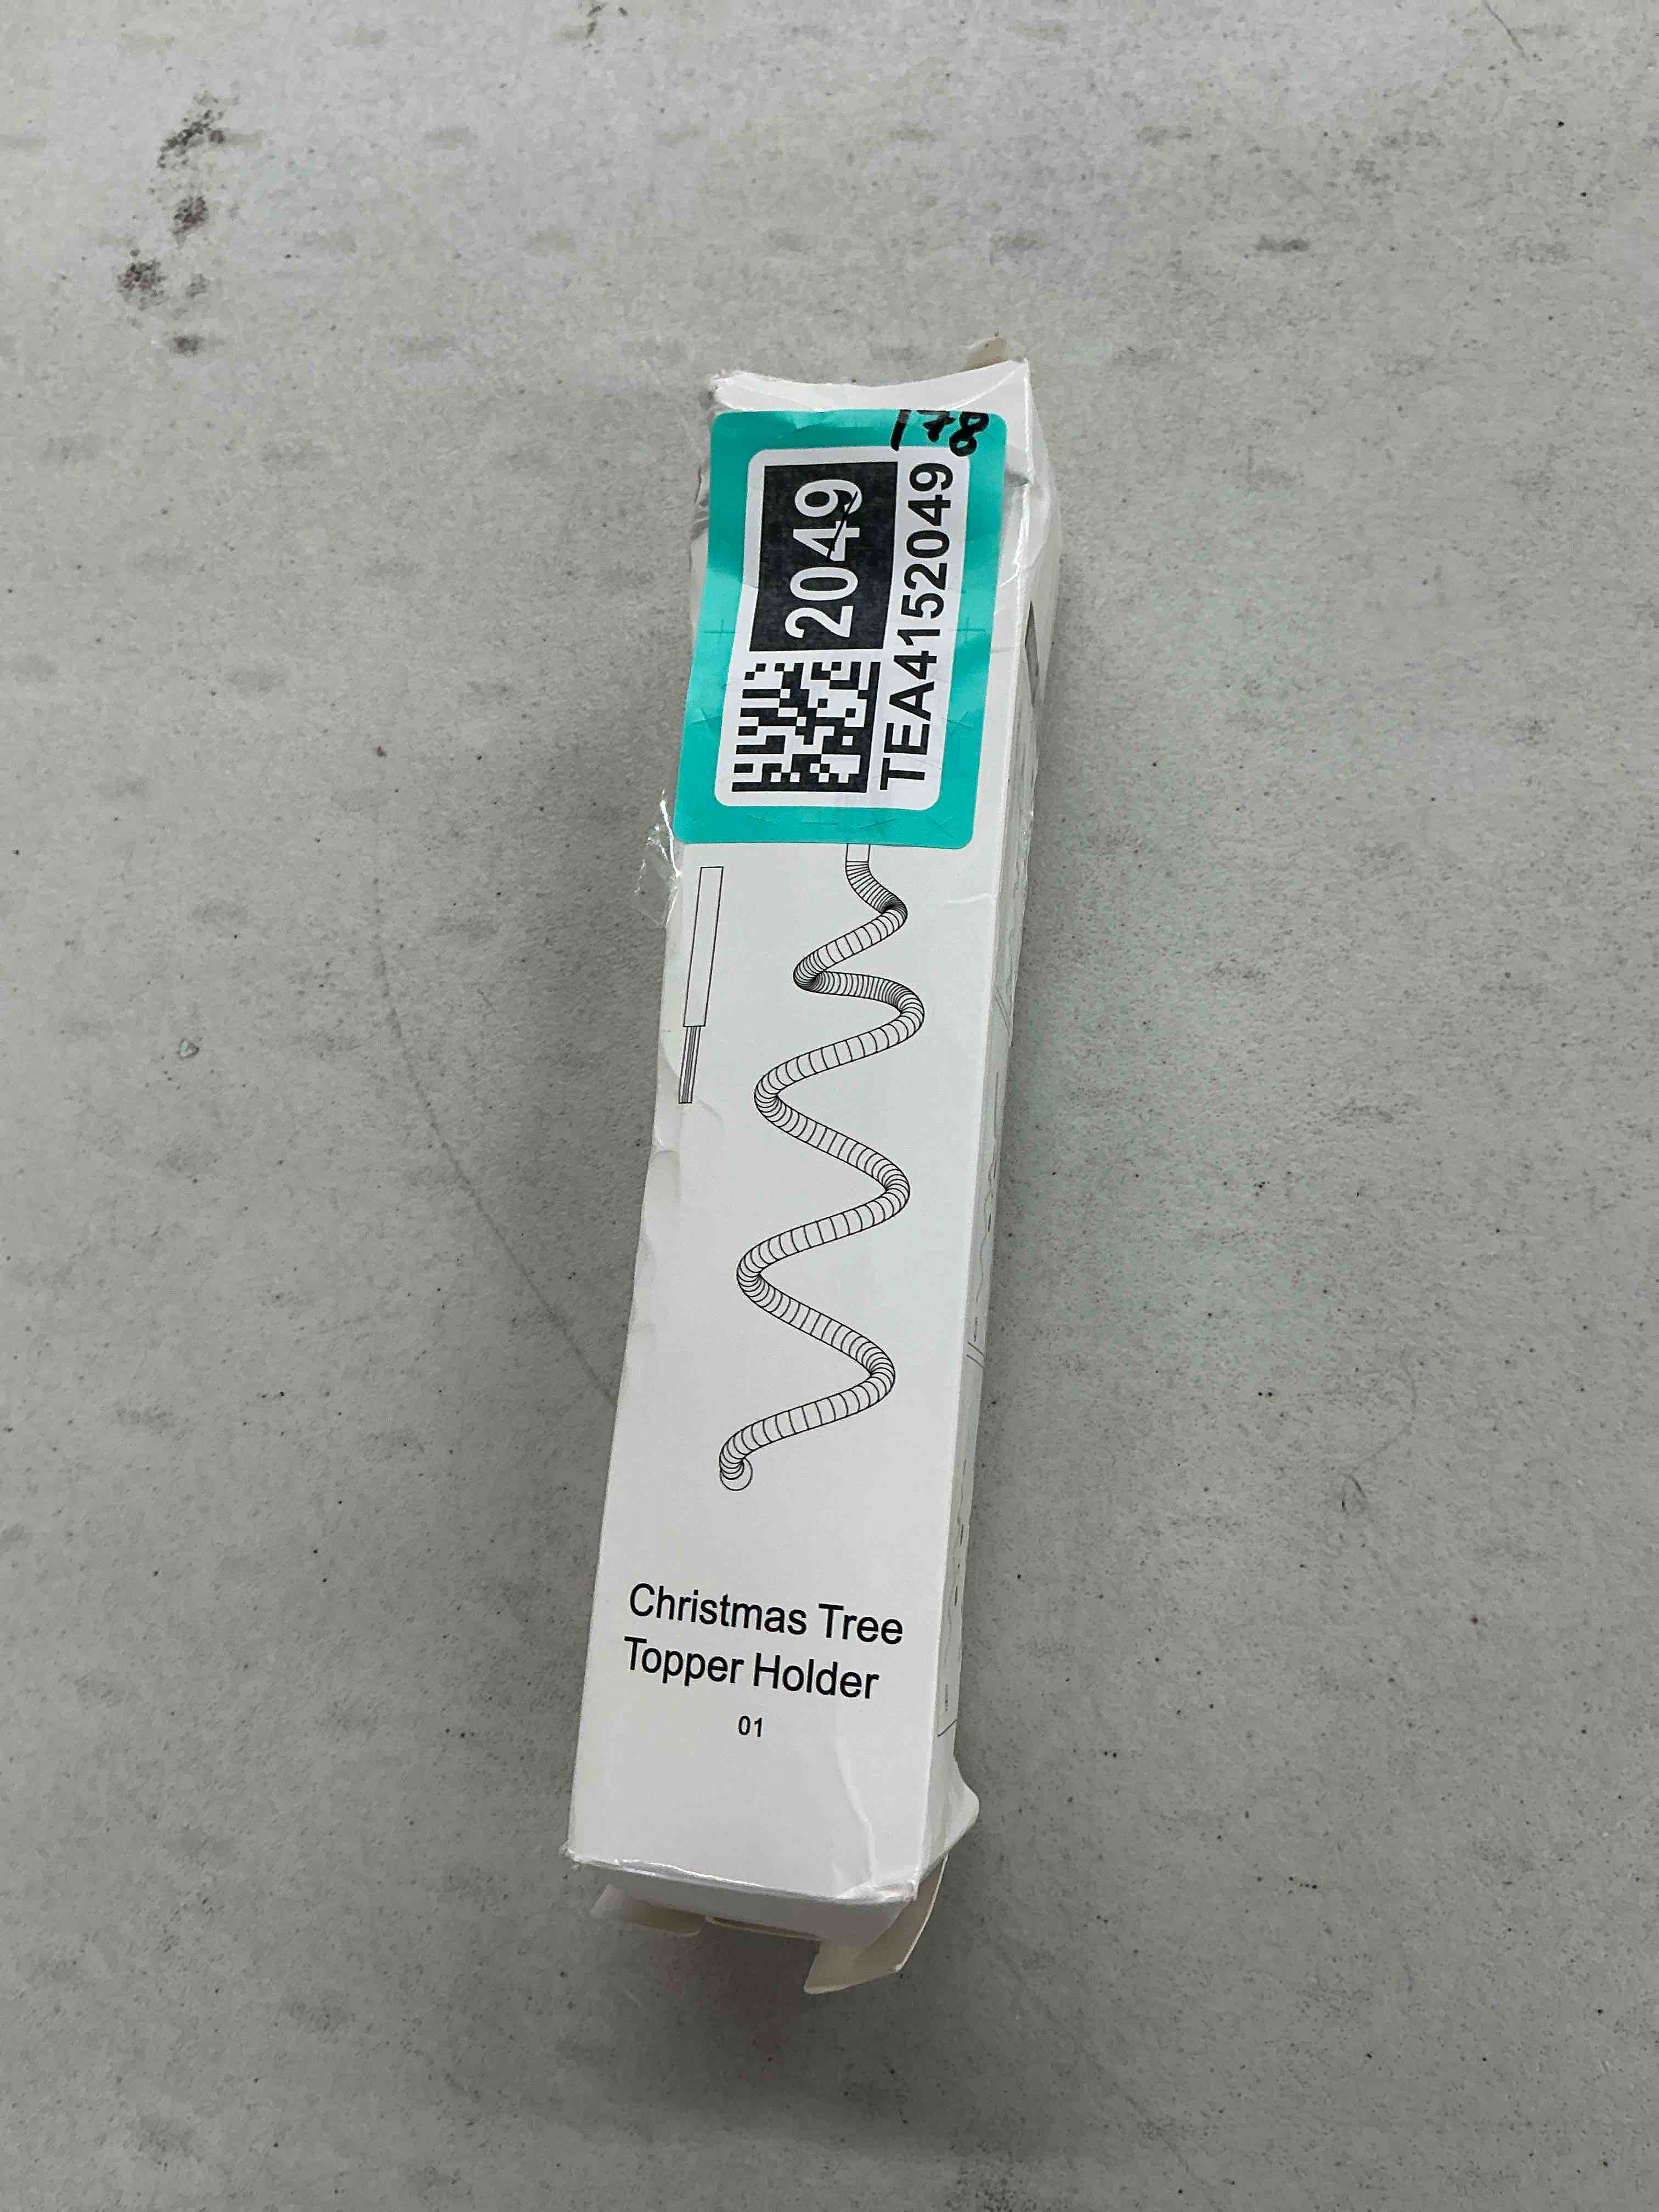 178
2049
TEA4152049
Christmas Tree
Topper Holder
01